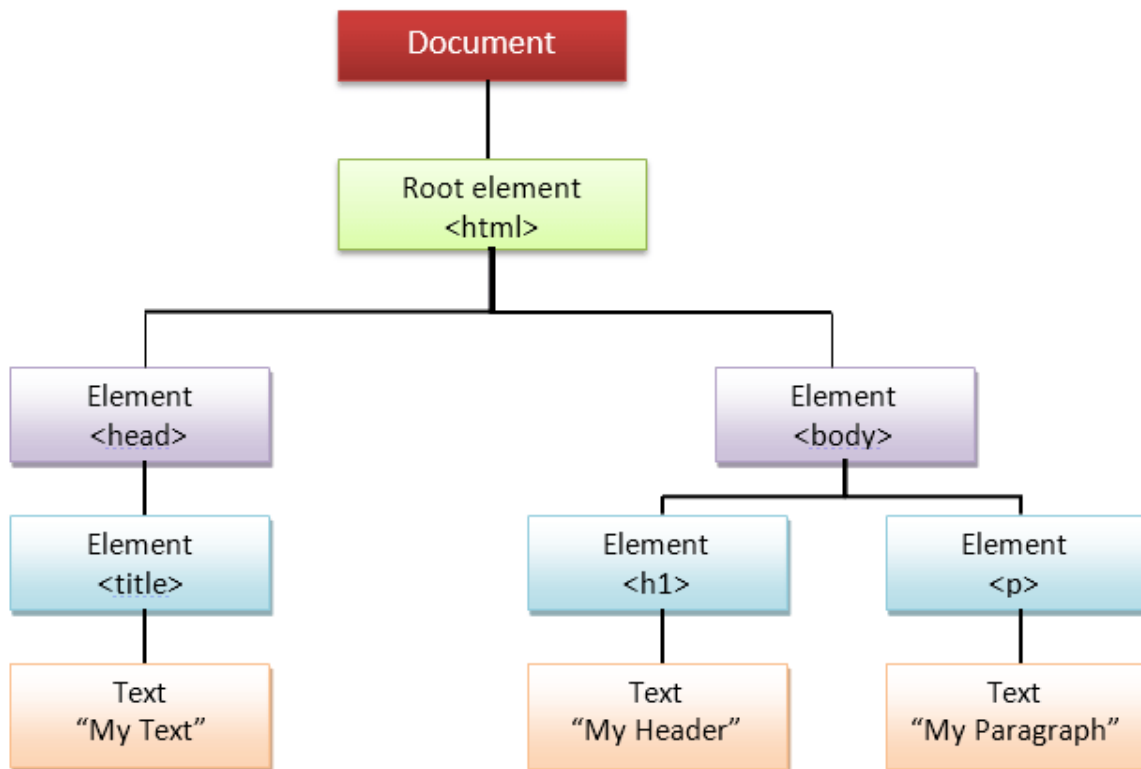 Document
Root element
<html>
Element
<head>
Element
<body>
Element
<title>
Element
<h1>
Element
<p>
Text
“My Text”
Text
“My Header”
Text
“My Paragraph”